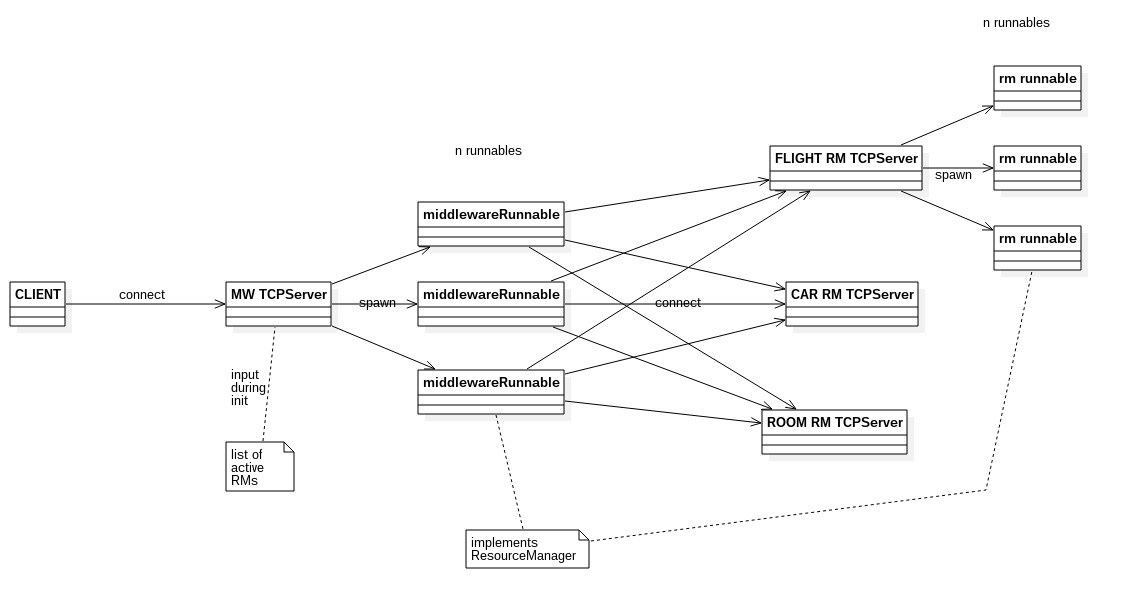 n runnables
rm runnable
n runnables
FLIGHT RM TCPServer
rm runnable
spawn
middlewareRunnable
rm runnable
CLIENT
connect
MW TCPServer
spawn
middlewareRunnable
connect
CAR RM TCPServer
input
during
init
middlewareRunnable
ROOM RM TCPServer
list of
active
RMs
implements
ResourceManager